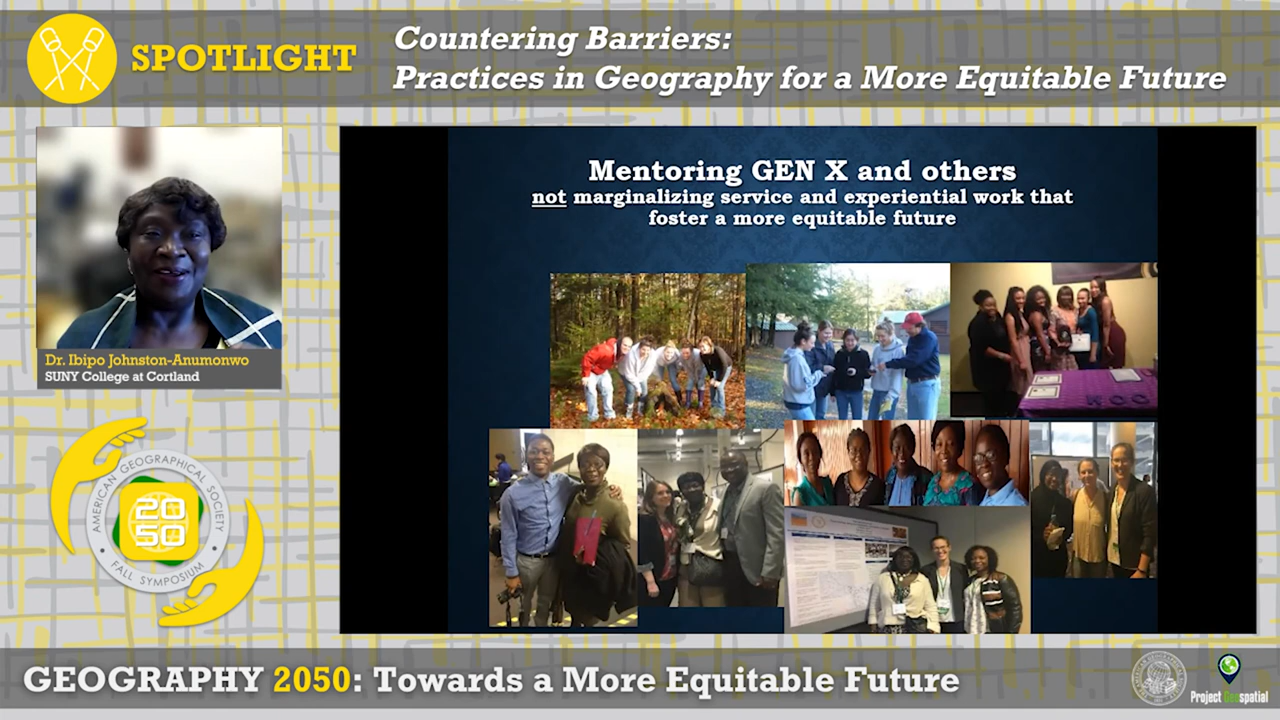 SPOTLIGHT
Countering Barriers:
Practices in Geography for a More Equitable Future
Mentoring GEN X and others
not marginalizing service and experiential work that
foster a more equitable future
Dr. Ibipo Johnston-Anumonwo
SUNY College at Cortland
AMERICAN GEOGRAPHICAL SOCIETY
20
50
• FALL SYMPOSIUM •
GEOGRAPHY 2050: Towards a More Equitable Future
Project Geospatial